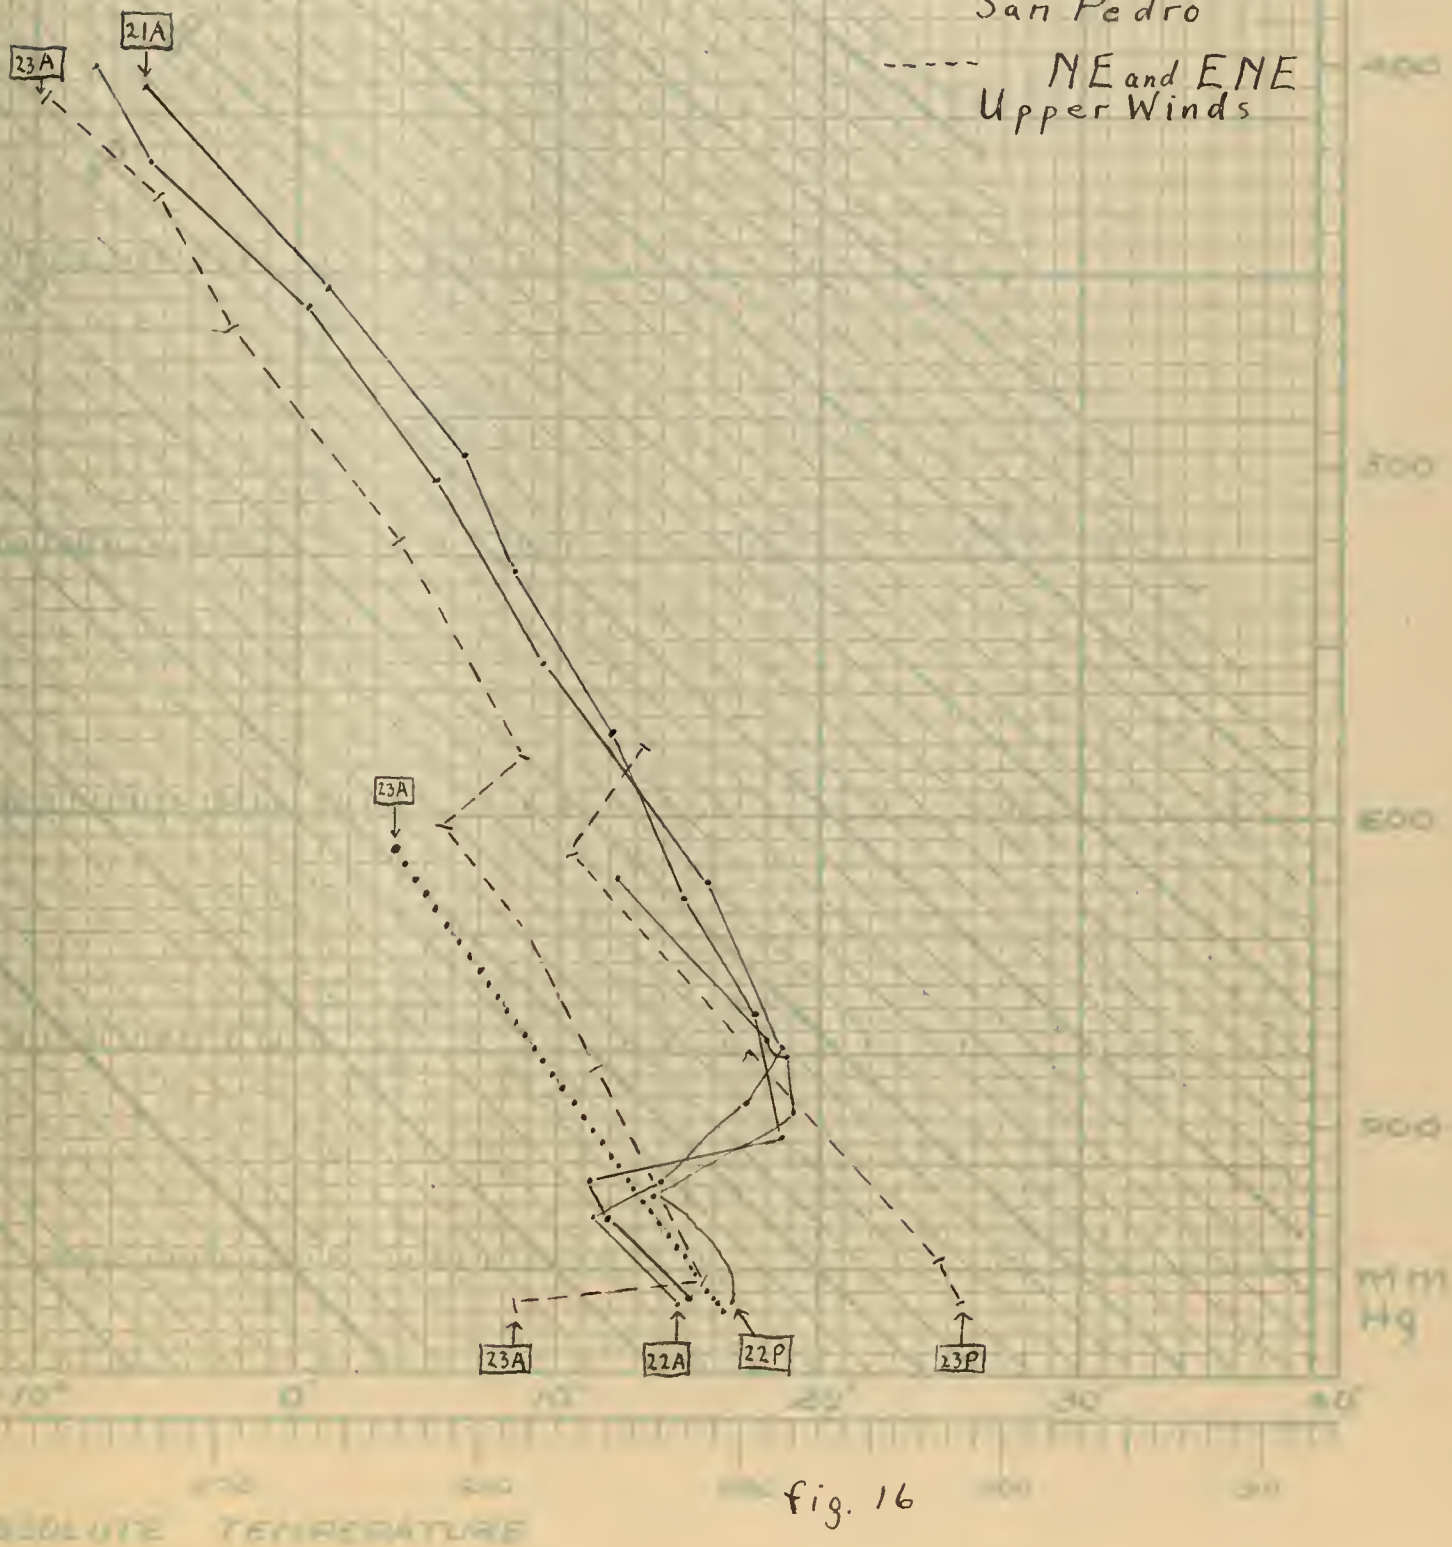 San Pedro
----- NE and ENE
Upper Winds
21A
23A
400
500
23A
600
700
mm
Hg
23A
22A
22P
23P
10°
0
10
20
30
40
fig. 16
ABSOLUTE TEMPERATURE